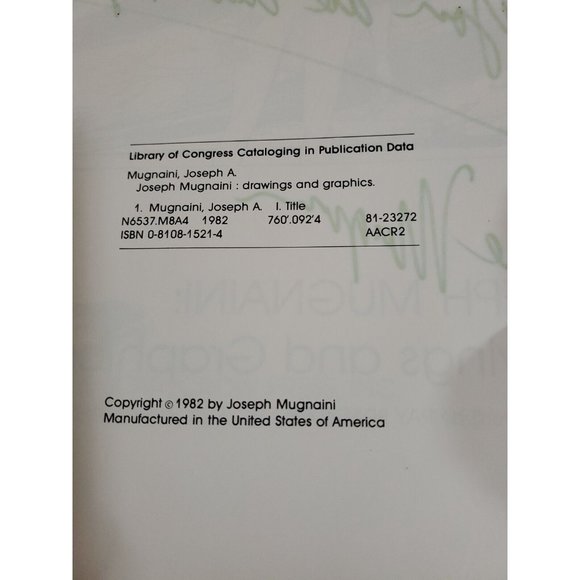 Library of Congress Cataloging in Publication Data
Mugnaini, Joseph A.
Joseph Mugnaini : drawings and graphics.
1. Mugnaini, Joseph A. I. Title
N6537.M8A4 1982 760'.092'4 81-23272
ISBN 0-8108-1521-4 AACR2
Copyright © 1982 by Joseph Mugnaini
Manufactured in the United States of America